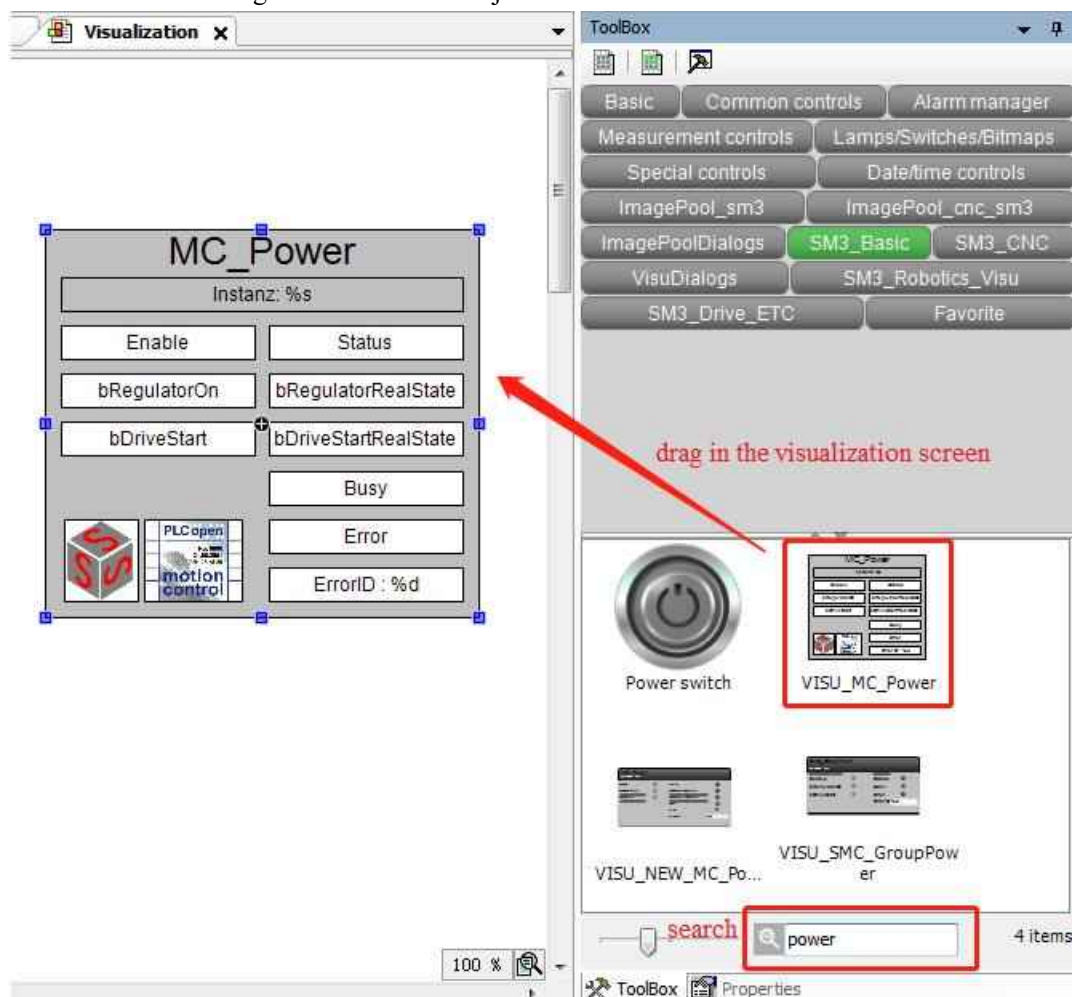 Visualization
ToolBox
Basic
Common controls
Alarm manager
Measurement controls
Lamps/Switches/Bitmaps
Special controls
Date/time controls
ImagePool_sm3
ImagePool_cnc_sm3
ImagePoolDialogs
SM3_Basic
SM3_CNC
VisuDialogs
SM3_Robotics_Visu
SM3_Drive_ETC
Favorite
MC_Power
Instanz: %s
Enable
Status
bRegulatorOn
bRegulatorRealState
bDriveStart
bDriveStartRealState
Busy
Error
ErrorID : %d
PLCopen
motion
control
drag in the visualization screen
MC_Power
Power switch
VISU_MC_Power
VISU_NEW_MC_Po...
VISU_SMC_GroupPow
er
search
power
4 items
100 %
ToolBox
Properties